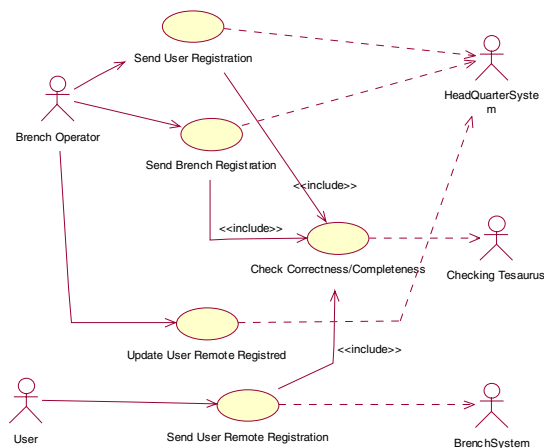 Send User Registration
HeadQuarterSyste
m
Brench Operator
Send Brench Registration
<<include>>
<<include>>
Check Correctness/Completeness
Checking Tesaurus
Update User Remote Registred
<<include>>
User
Send User Remote Registration
BrenchSystem